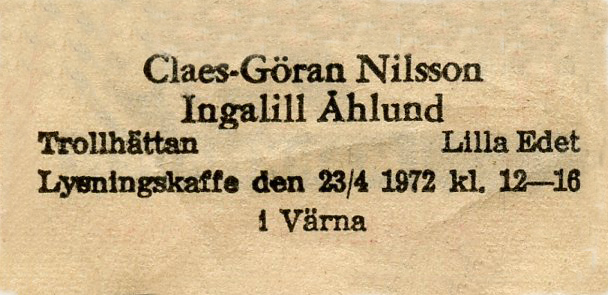 Claes-Göran Nilsson
Ingalill Åhlund
Trollhättan Lilla Edet
Lysningskaffe den 23/4 1972 kl. 12—16
i Värna